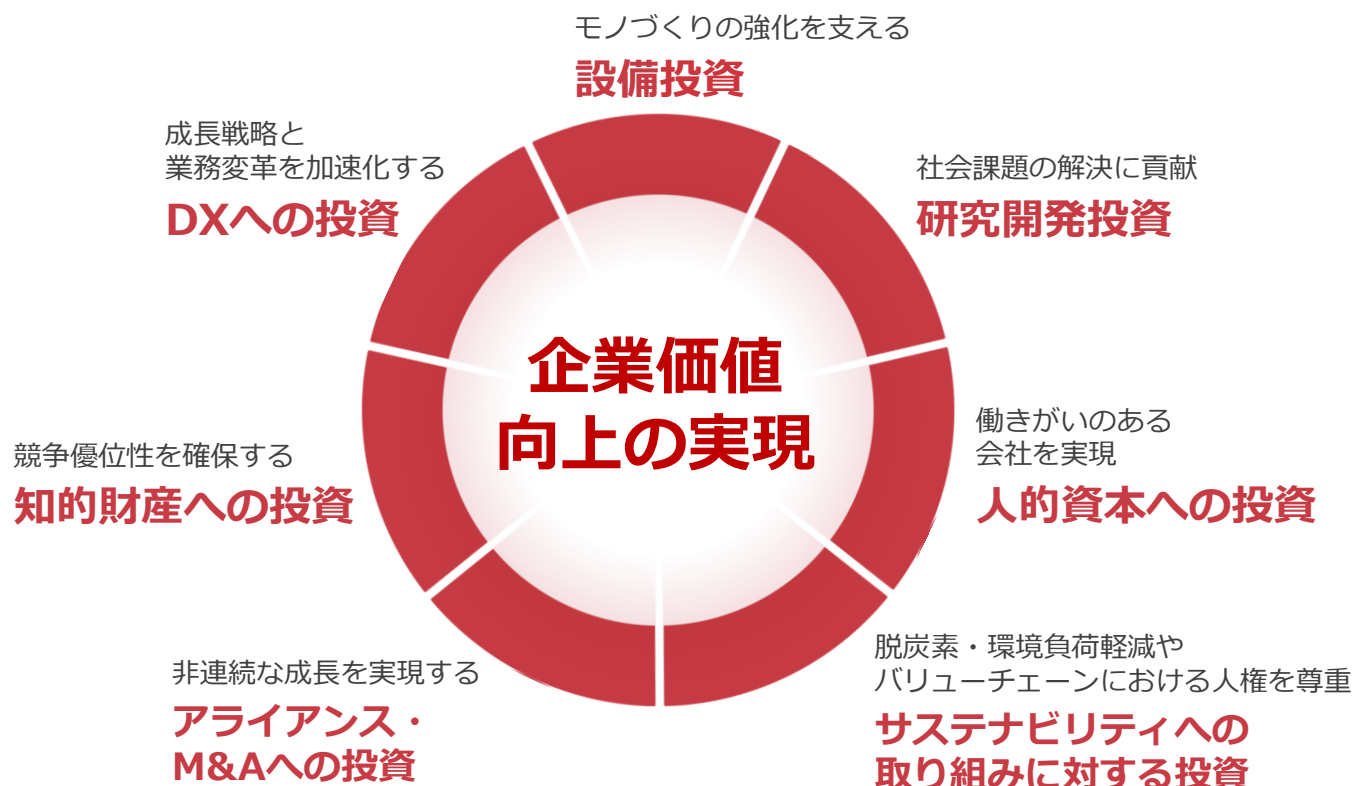 モノづくりの強化を支える
設備投資
成長戦略と
業務変革を加速化する
DXへの投資
社会課題の解決に貢献
研究開発投資
企業価値
向上の実現
競争優位性を確保する
知的財産への投資
働きがいのある
会社を実現
人的資本への投資
非連続な成長を実現する
アライアンス・
M&Aへの投資
脱炭素・環境負荷軽減や
バリューチェーンにおける人権を尊重
サステナビリティへの
取り組みに対する投資